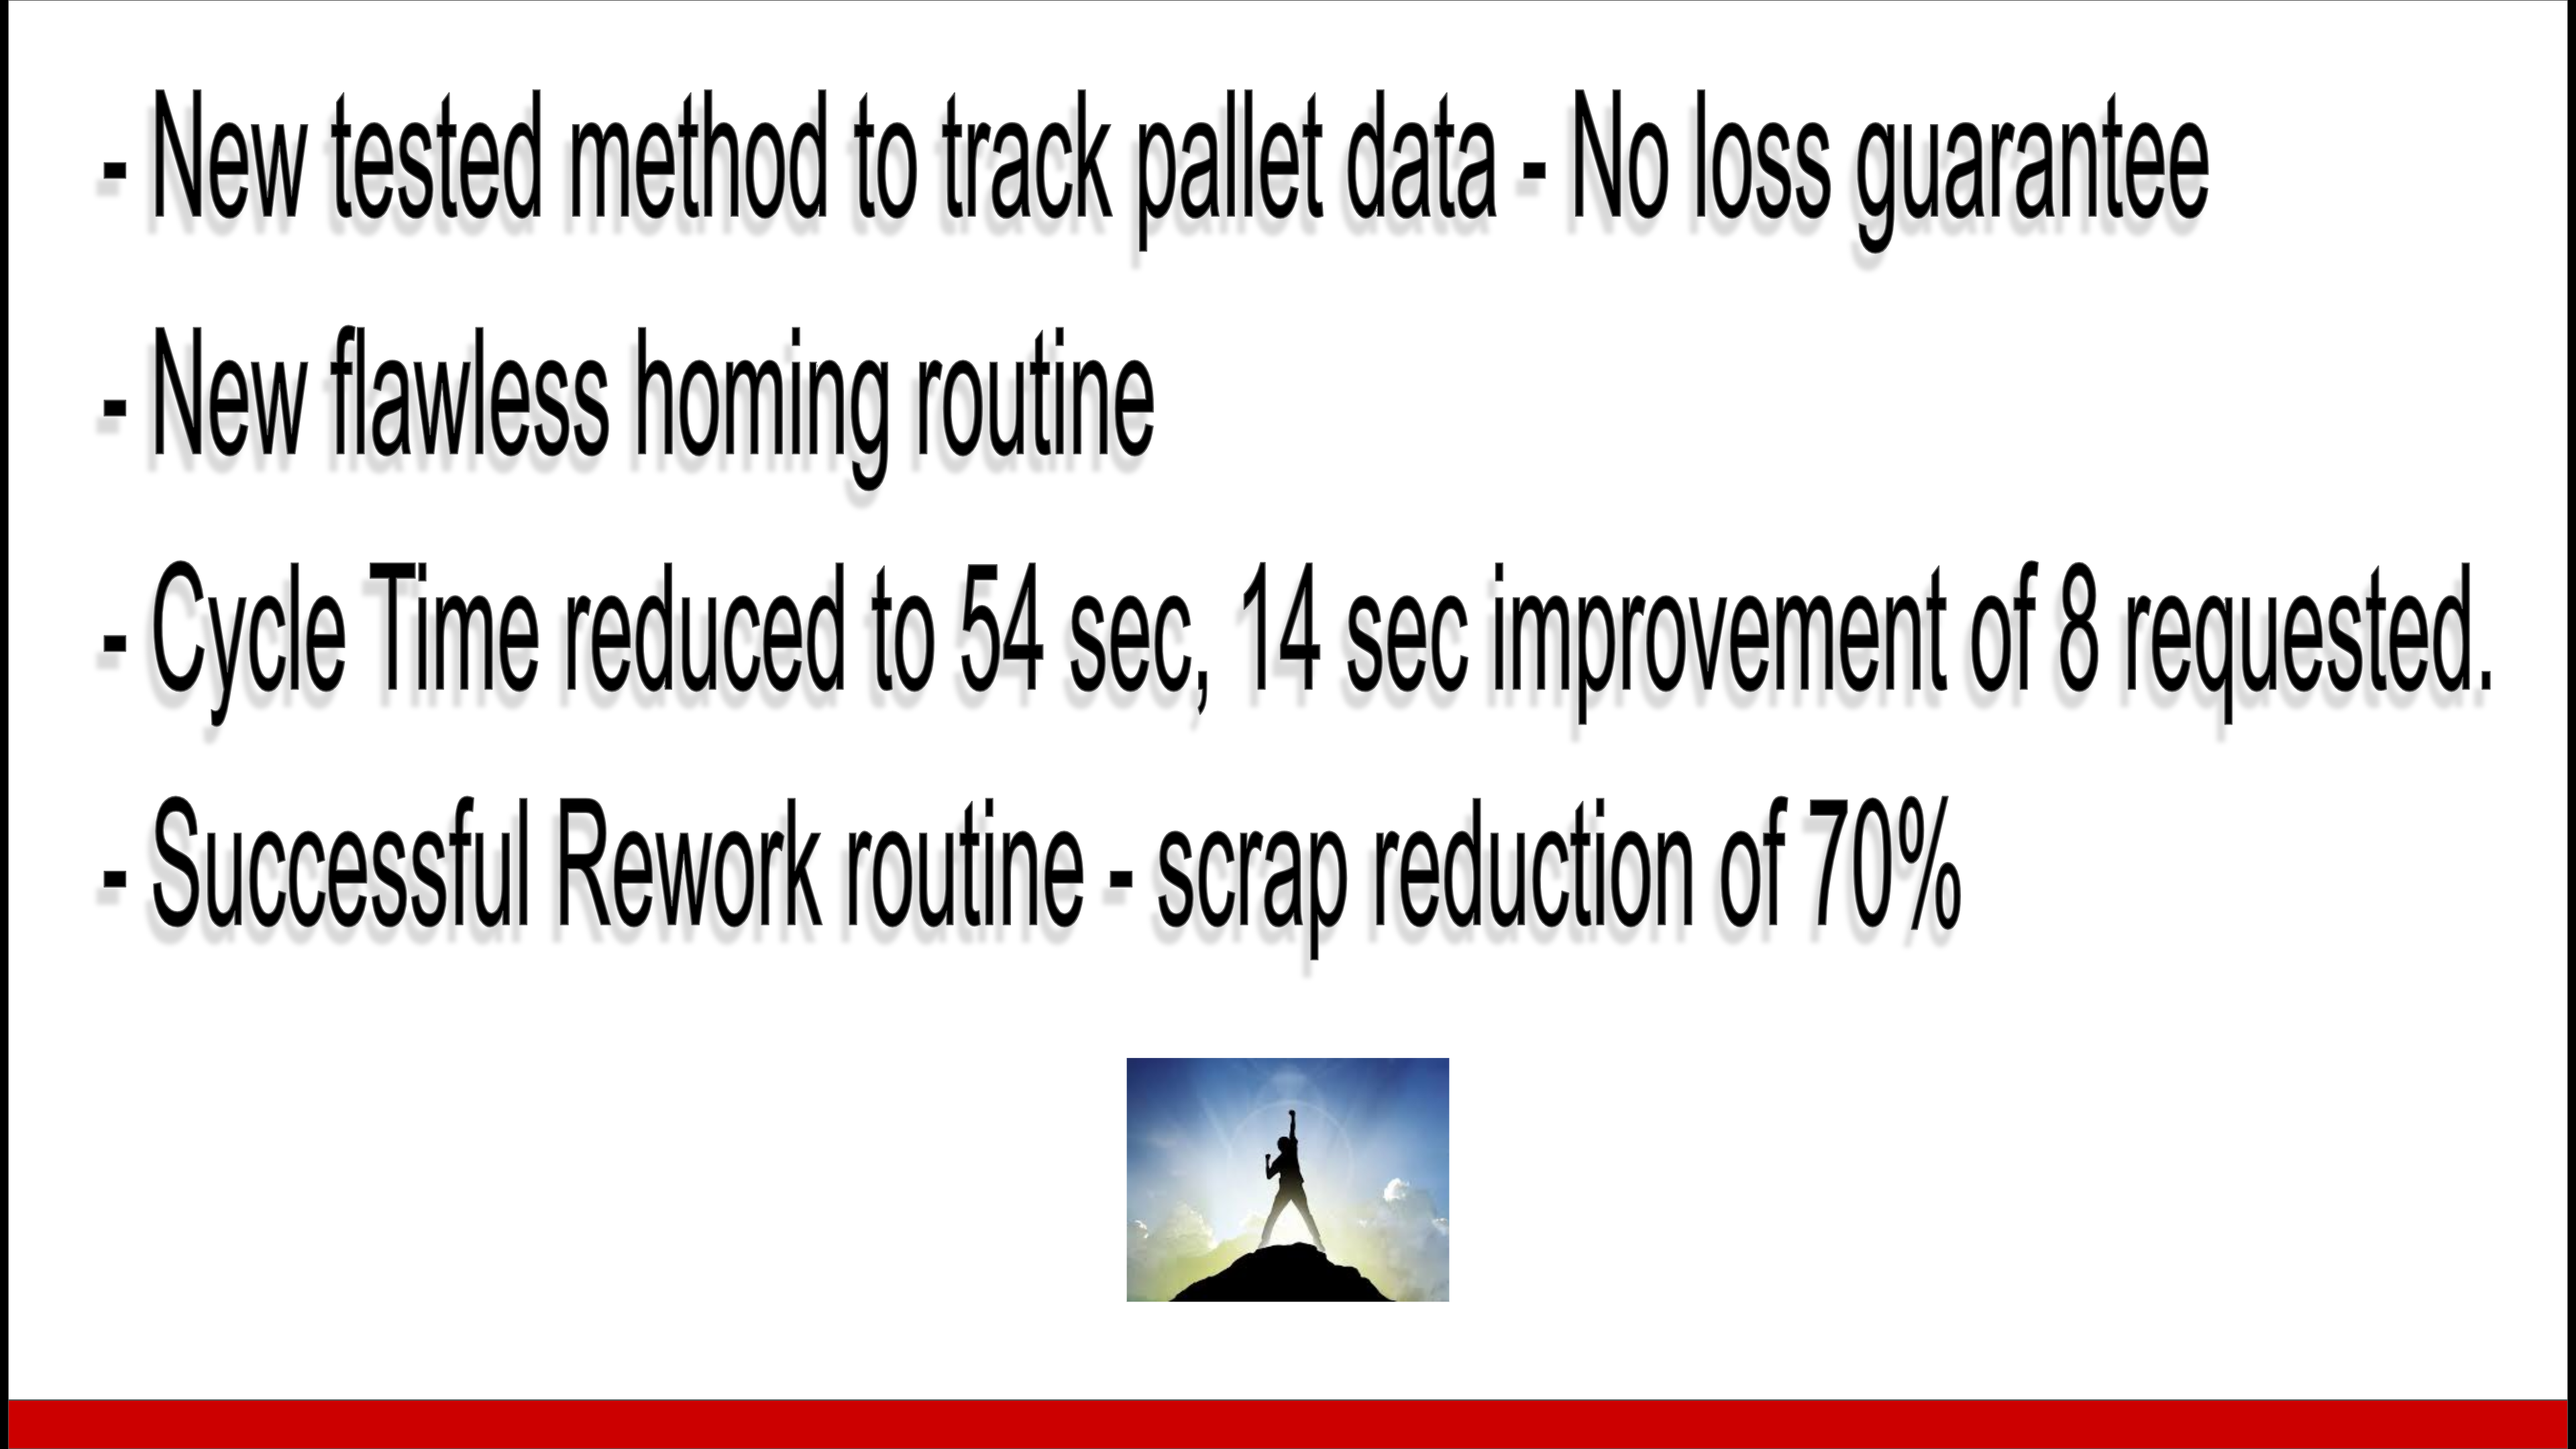 - New tested method to track pallet data - No loss guarantee
- New flawless homing routine
- Cycle Time reduced to 54 sec, 14 sec improvement of 8 requested.
- Successful Rework routine - scrap reduction of 70%